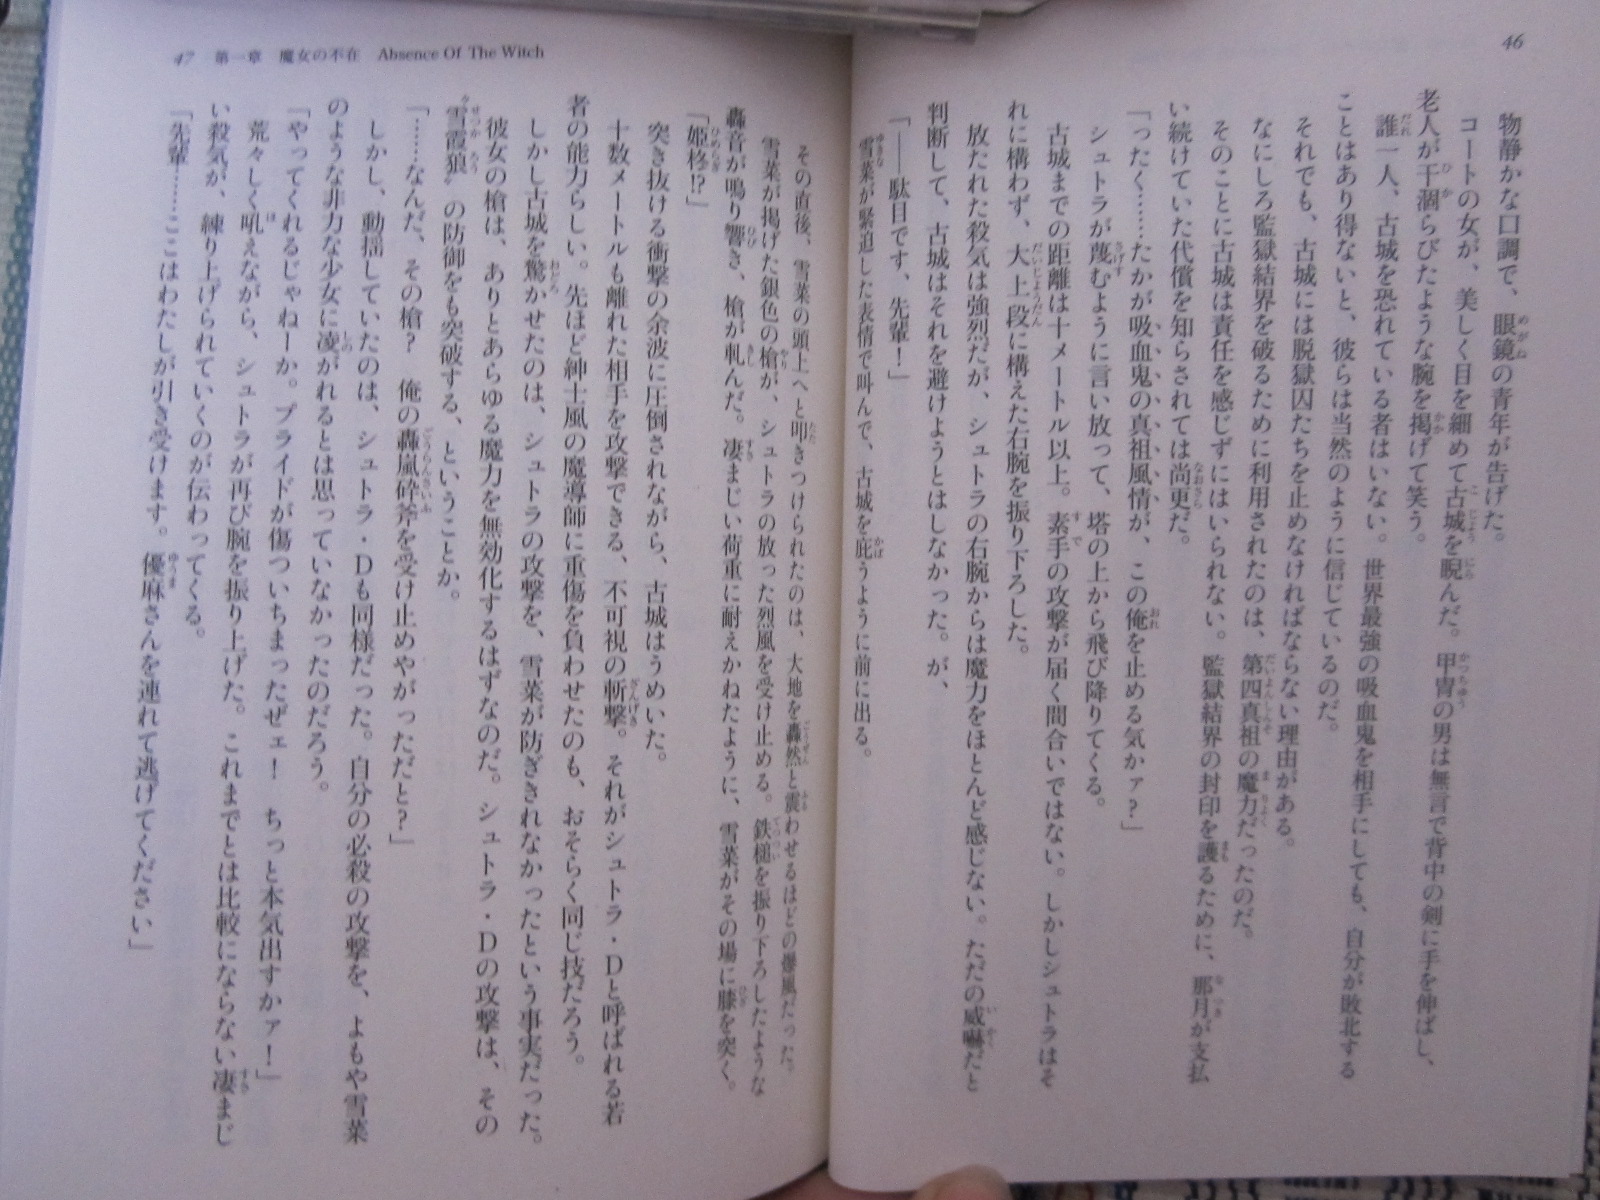 46
物静かな口調で、眼鏡の青年が告げた。
コートの女が、美しく目を細めて古城を睨んだ。甲冑の男は無言で背中の剣に手を伸ばし、
老人が干涸らびたような腕を掲げて笑う。
誰一人、古城を恐れている者はいない。世界最強の吸血鬼を相手にしても、自分が敗北する
ことはあり得ないと、彼らは当然のように信じているのだ。
それでも、古城には脱獄囚たちを止めなければならない理由がある。
なにしろ監獄結界を破るために利用されたのは、第四真祖の魔力だったのだ。
そのことに古城は責任を感じずにはいられない。監獄結界の封印を護るために、那月が支払
い続けていた代償を知らされては尚更だ。
「ったく……たかが吸血鬼の真祖風情が、この俺を止める気かァ？」
シュトラが蔑むように言い放って、塔の上から飛び降りてくる。
古城までの距離は十メートル以上。素手の攻撃が届く間合いではない。しかしシュトラはそ
れに構わず、大上段に構えた右腕を振り下ろした。
放たれた殺気は強烈だが、シュトラの右腕からは魔力をほとんど感じない。ただの威嚇だと
判断して、古城はそれを避けようとはしなかった。が、
「――駄目です、先輩！」
雪菜が緊迫した表情で叫んで、古城を庇うように前に出る。
47 第一章 魔女の不在 Absence Of The Witch
その直後、雪菜の頭上へと叩きつけられたのは、大地を轟然と震わせるほどの暴風だった。
雪菜が掲げた銀色の槍が、シュトラの放った烈風を受け止める。鉄槌を振り下ろしたような
轟音が鳴り響き、槍が軋んだ。凄まじい荷重に耐えかねたように、雪菜がその場に膝を突く。
「姫柊!?」
突き抜ける衝撃の余波に圧倒されながら、古城はうめいた。
十数メートルも離れた相手を攻撃できる、不可視の斬撃。それがシュトラ・Dと呼ばれる若
者の能力らしい。先ほど紳士風の魔導師に重傷を負わせたのも、おそらく同じ技だろう。
しかし古城を驚かせたのは、シュトラの攻撃を、雪菜が防ぎきれなかったという事実だった。
彼女の槍は、ありとあらゆる魔力を無効化するはずなのだ。シュトラ・Dの攻撃は、その
〝雪霞狼〟の防御をも突破する、ということか。
「……なんだ、その槍？　俺の轟嵐砕斧を受け止めやがっただと？」
しかし、動揺していたのは、シュトラ・Dも同様だった。自分の必殺の攻撃を、よもや雪菜
のような非力な少女に凌がれるとは思っていなかったのだろう。
「やってくれるじゃねーか。プライドが傷ついちまったぜェ！　ちっと本気出すかァ！」
荒々しく吼えながら、シュトラが再び腕を振り上げた。これまでとは比較にならない凄まじ
い殺気が、練り上げられていくのが伝わってくる。
「先輩……ここはわたしが引き受けます。優麻さんを連れて逃げてください」